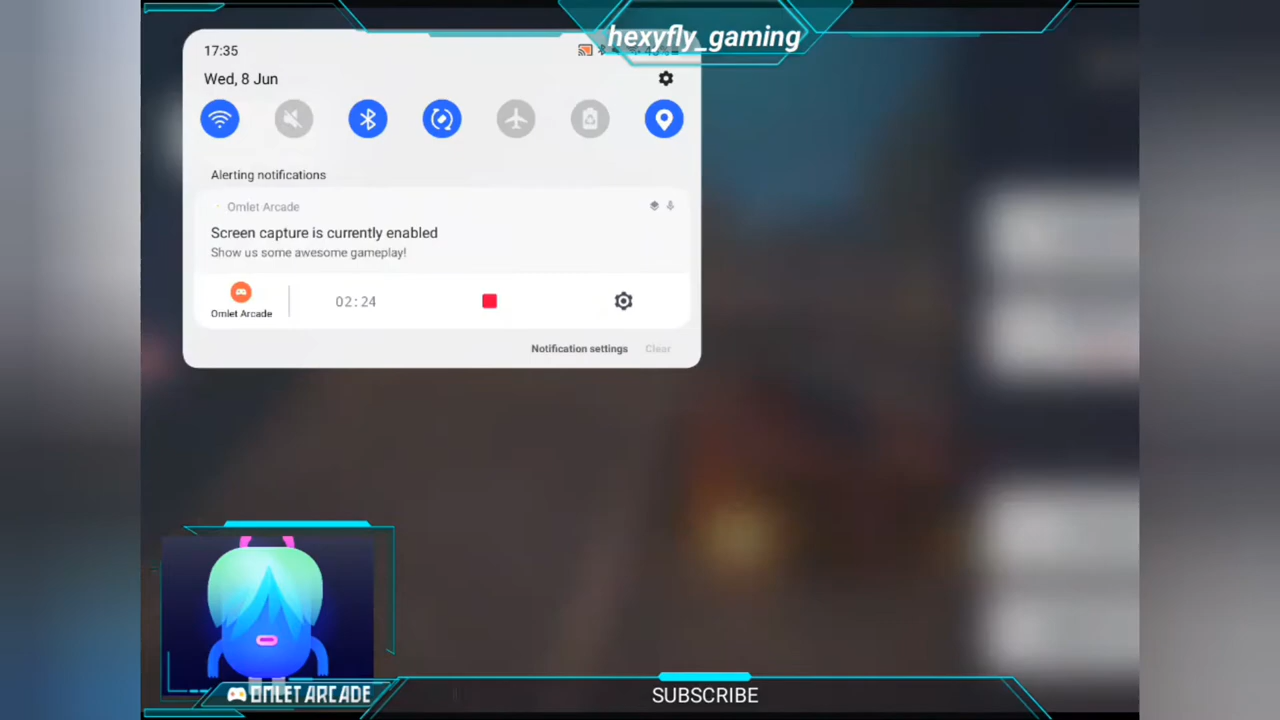 hexyfly_gaming
17:35
Wed, 8 Jun
Alerting notifications
Omlet Arcade
Screen capture is currently enabled
Show us some awesome gameplay!
Omlet Arcade
02:24
Notification settings
Clear
OMLET ARCADE
SUBSCRIBE